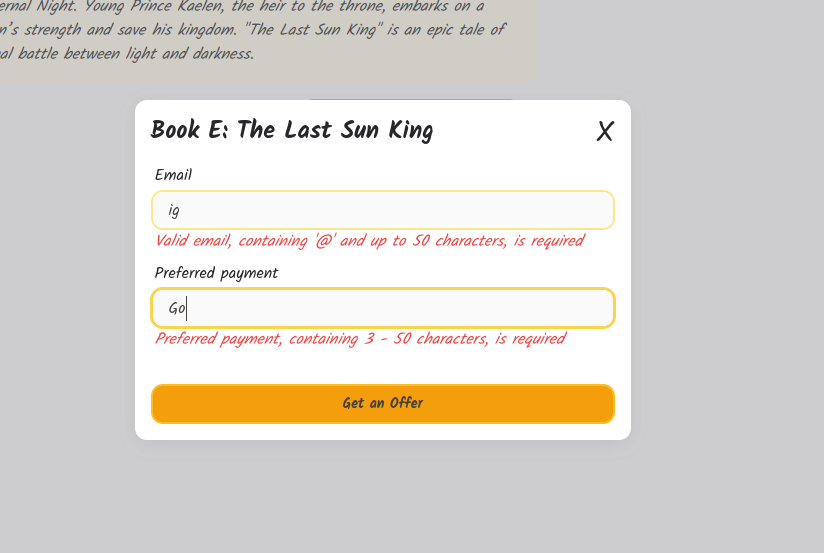 ernal Night. Young Prince Kaelen, the heir to the throne, embarks on a
n's strength and save his kingdom. "The Last Sun King" is an epic tale of
al battle between light and darkness.
Book E: The Last Sun King X
Email
ig
Valid email, containing '@' and up to 50 characters, is required
Preferred payment
Go
Preferred payment, containing 3 - 50 characters, is required
Get an Offer